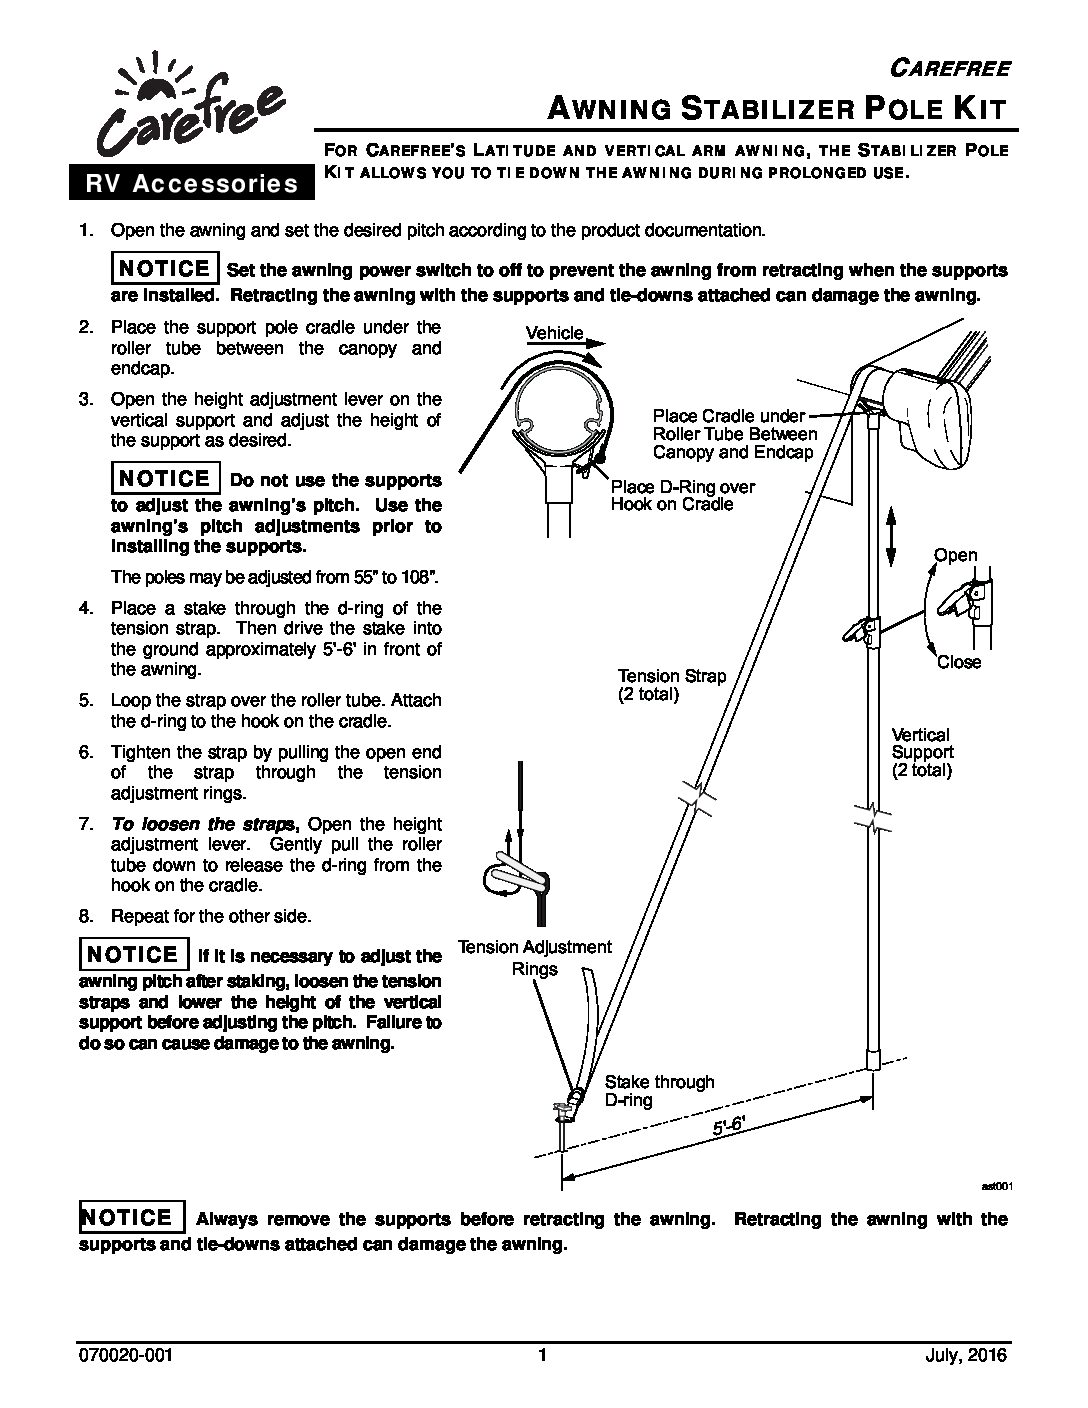 Carefree
RV Accessories
CAREFREE
AWNING STABILIZER POLE KIT
FOR CAREFREE'S LATITUDE AND VERTICAL ARM AWNING, THE STABILIZER POLE
KIT ALLOWS YOU TO TIE DOWN THE AWNING DURING PROLONGED USE.
1. Open the awning and set the desired pitch according to the product documentation.
NOTICE Set the awning power switch to off to prevent the awning from retracting when the supports
are installed. Retracting the awning with the supports and tie-downs attached can damage the awning.
2. Place the support pole cradle under the
roller tube between the canopy and
endcap.
3. Open the height adjustment lever on the
vertical support and adjust the height of
the support as desired.
NOTICE Do not use the supports
to adjust the awning's pitch. Use the
awning's pitch adjustments prior to
installing the supports.
The poles may be adjusted from 55" to 108".
4. Place a stake through the d-ring of the
tension strap. Then drive the stake into
the ground approximately 5'-6' in front of
the awning.
5. Loop the strap over the roller tube. Attach
the d-ring to the hook on the cradle.
6. Tighten the strap by pulling the open end
of the strap through the tension
adjustment rings.
7. To loosen the straps, Open the height
adjustment lever. Gently pull the roller
tube down to release the d-ring from the
hook on the cradle.
8. Repeat for the other side.
NOTICE If it is necessary to adjust the
awning pitch after staking, loosen the tension
straps and lower the height of the vertical
support before adjusting the pitch. Failure to
do so can cause damage to the awning.
Vehicle
Place Cradle under
Roller Tube Between
Canopy and Endcap
Place D-Ring over
Hook on Cradle
Open
Close
Tension Strap
(2 total)
Vertical
Support
(2 total)
Tension Adjustment
Rings
Stake through
D-ring
5'-6'
ast001
NOTICE Always remove the supports before retracting the awning. Retracting the awning with the
supports and tie-downs attached can damage the awning.
070020-001 1 July, 2016